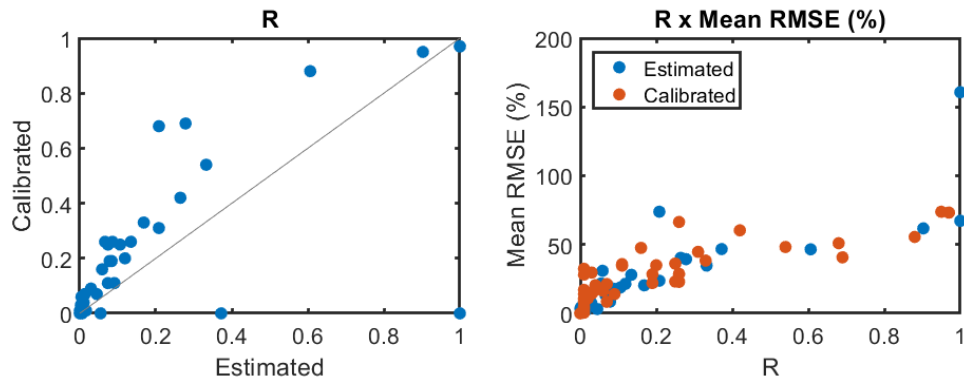 R
1
0.8
0.6
0.4
0.2
0
0 0.2 0.4 0.6 0.8 1
Calibrated
Estimated
R x Mean RMSE (%)
200
150
100
50
0
0 0.2 0.4 0.6 0.8 1
Mean RMSE (%)
R
Estimated
Calibrated